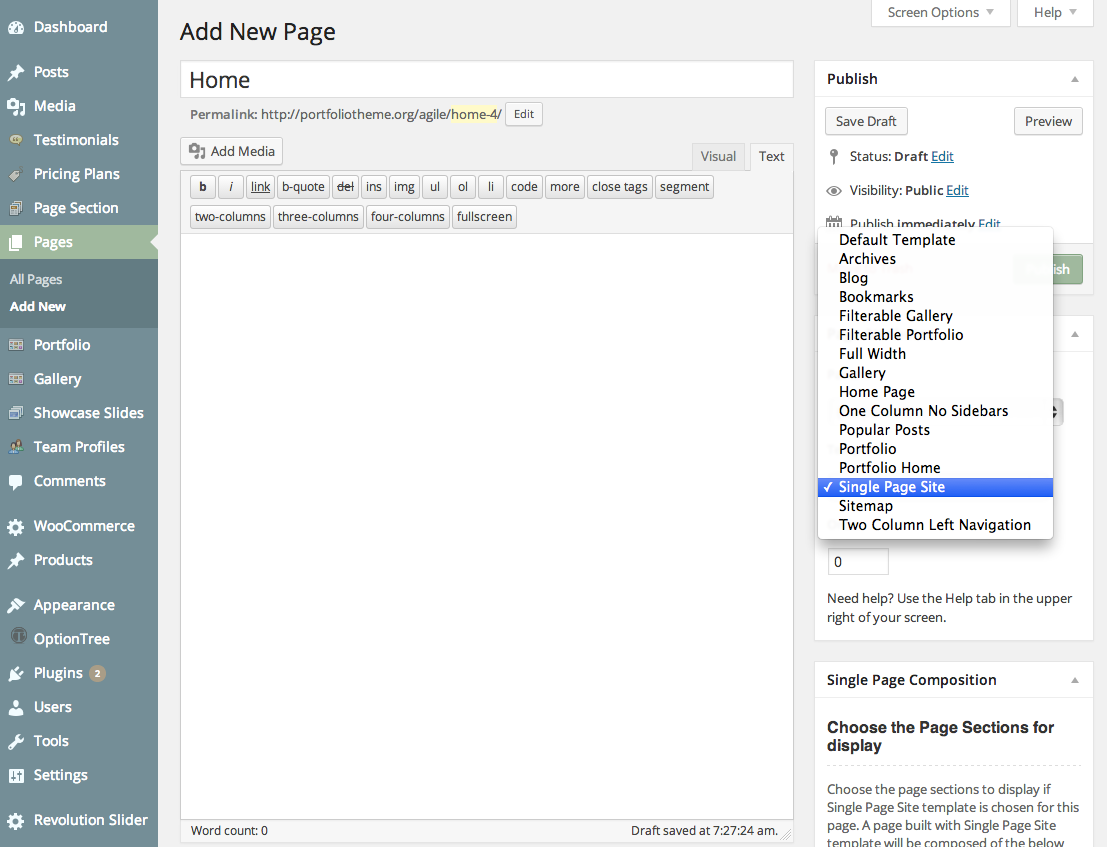 Dashboard
Posts
Media
Testimonials
Pricing Plans
Page Section
Pages
All Pages
Add New
Portfolio
Gallery
Showcase Slides
Team Profiles
Comments
WooCommerce
Products
Appearance
OptionTree
Plugins 2
Users
Tools
Settings
Revolution Slider
Screen Options
Help
Add New Page
Home
Permalink: http://portfoliotheme.org/agile/home-4/ Edit
Add Media
Visual Text
b i link b-quote del ins img ul ol li code more close tags segment
two-columns three-columns four-columns fullscreen
Word count: 0
Draft saved at 7:27:24 am.
Publish
Save Draft
Preview
Status: Draft Edit
Visibility: Public Edit
Publish immediately Edit
Default Template
Archives
Blog
Bookmarks
Filterable Gallery
Filterable Portfolio
Full Width
Gallery
Home Page
One Column No Sidebars
Popular Posts
Portfolio
Portfolio Home
✓ Single Page Site
Sitemap
Two Column Left Navigation
0
Need help? Use the Help tab in the upper
right of your screen.
Single Page Composition
Choose the Page Sections for
display
Choose the page sections to display if
Single Page Site template is chosen for this
page. A page built with Single Page Site
template will be composed of the below